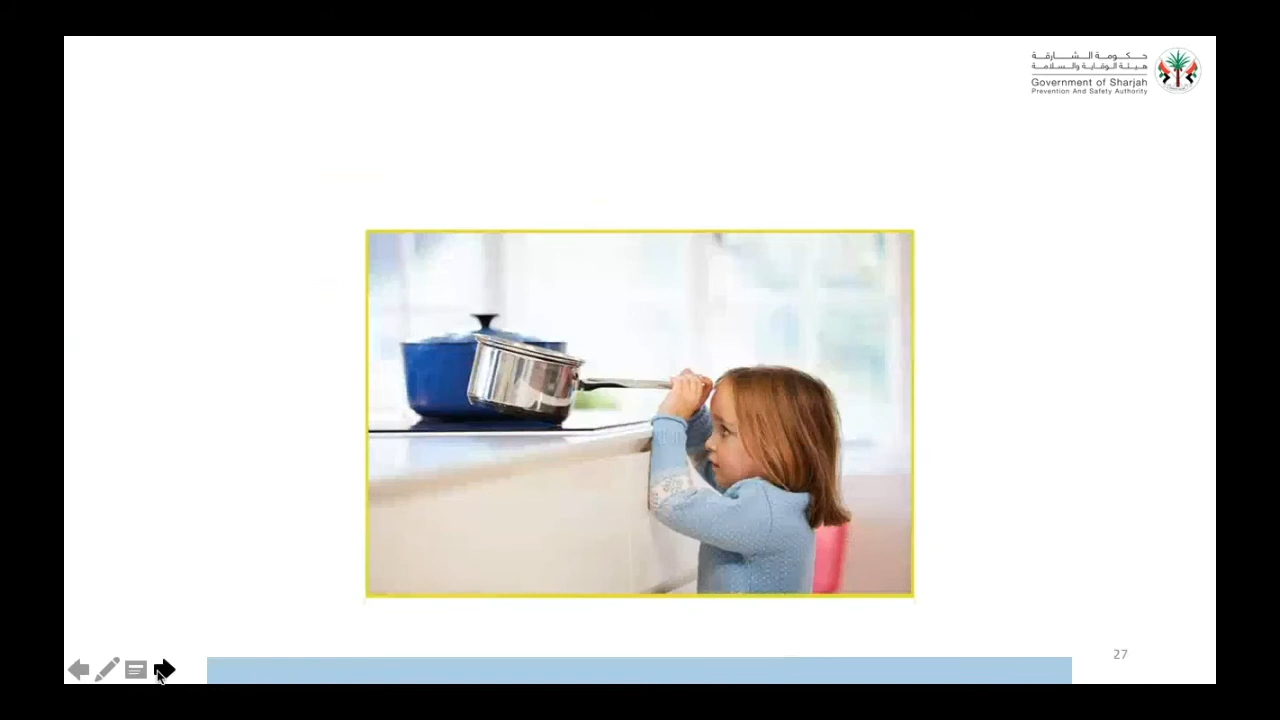 حكومة الشارقة
هيئة الوقاية والسلامة
Government of Sharjah
Prevention And Safety Authority
27